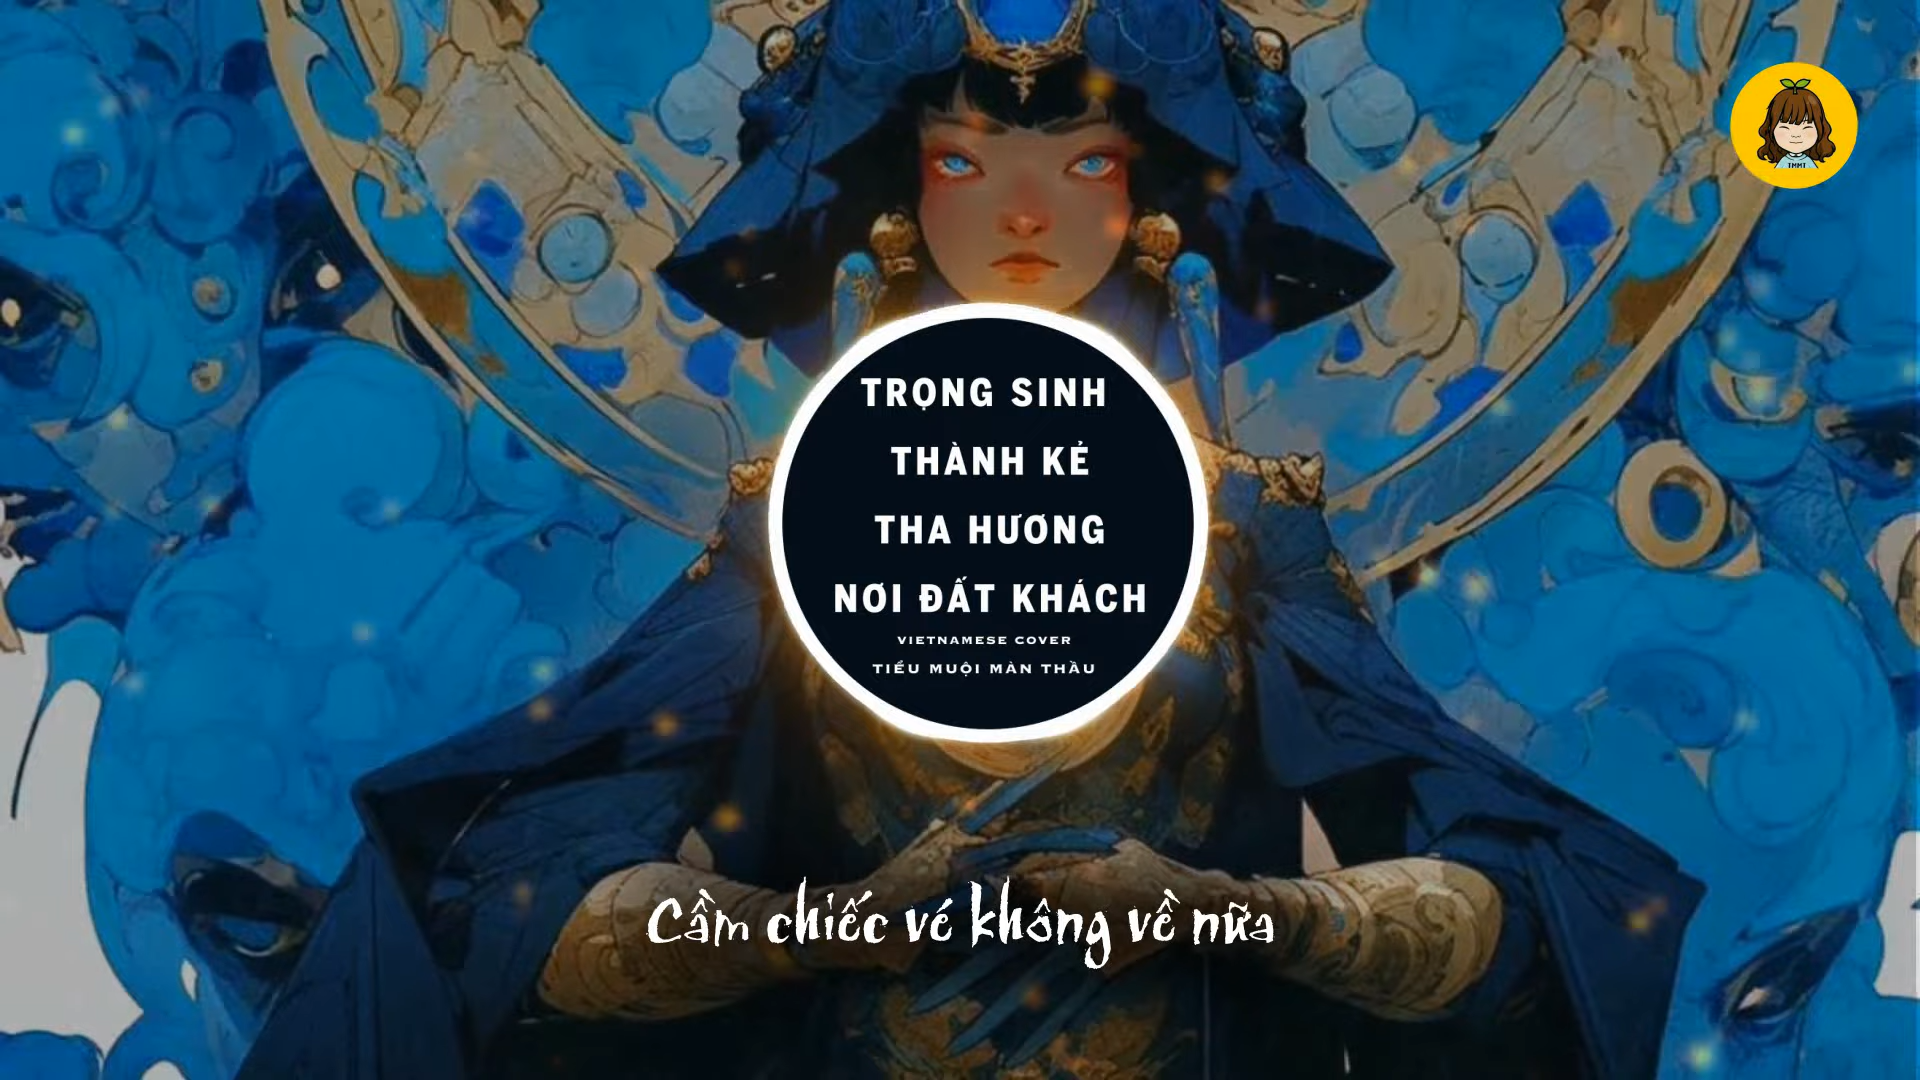 TMMT
TRỌNG SINH
THÀNH KẺ
THA HƯƠNG
NƠI ĐẤT KHÁCH
VIETNAMESE COVER
TIỂU MUỘI MÀN THẦU
Cầm chiếc vé không về nữa